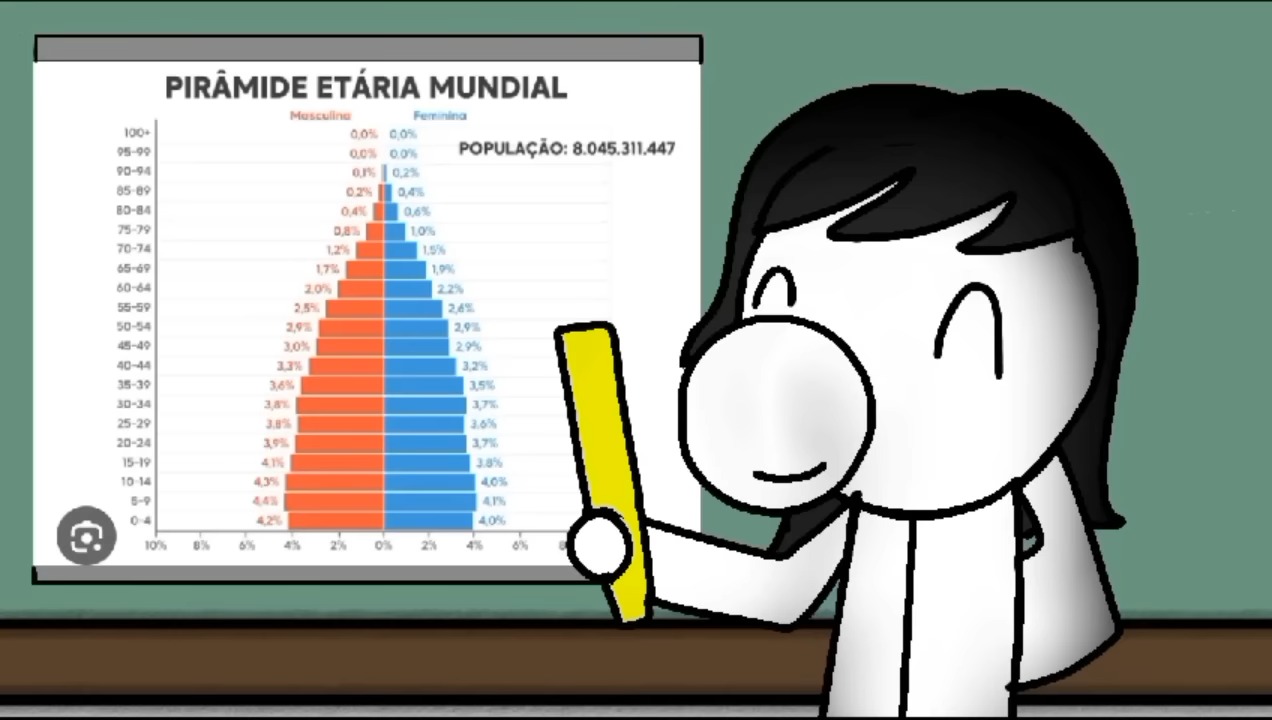 PIRÂMIDE ETÁRIA MUNDIAL
Masculina Feminina
POPULAÇÃO: 8.045.311.447
100+ 0,0% 0,0%
95-99 0,0% 0,0%
90-94 0,1% 0,2%
85-89 0,2% 0,4%
80-84 0,4% 0,6%
75-79 0,8% 1,0%
70-74 1,2% 1,5%
65-69 1,7% 1,9%
60-64 2,0% 2,2%
55-59 2,5% 2,6%
50-54 2,9% 2,9%
45-49 3,0% 2,9%
40-44 3,3% 3,2%
35-39 3,6% 3,5%
30-34 3,8% 3,7%
25-29 3,8% 3,6%
20-24 3,9% 3,7%
15-19 4,1% 3,8%
10-14 4,3% 4,0%
5-9 4,4% 4,1%
0-4 4,2% 4,0%
10% 8% 6% 4% 2% 0% 2% 4% 6%